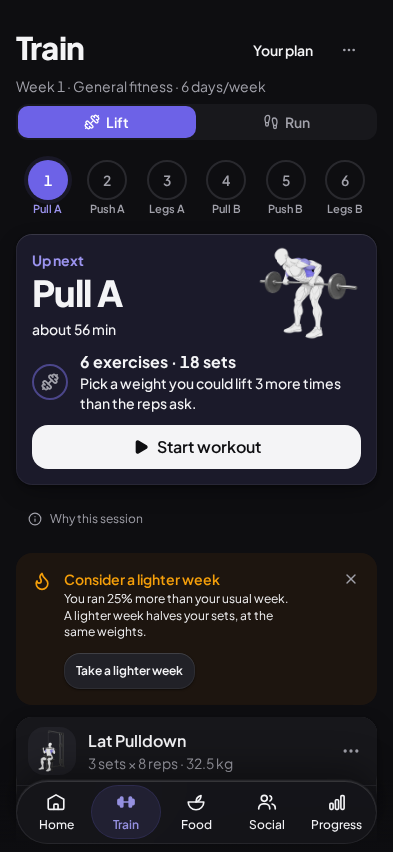 Train
Your plan
Week 1 · General fitness · 6 days/week
Lift
Run
1
2
3
4
5
6
Pull A
Push A
Legs A
Pull B
Push B
Legs B
Up next
Pull A
about 56 min
6 exercises · 18 sets
Pick a weight you could lift 3 more times
than the reps ask.
Start workout
Why this session
Consider a lighter week
You ran 25% more than your usual week.
A lighter week halves your sets, at the
same weights.
Take a lighter week
Lat Pulldown
3 sets × 8 reps · 32.5 kg
Home
Train
Food
Social
Progress